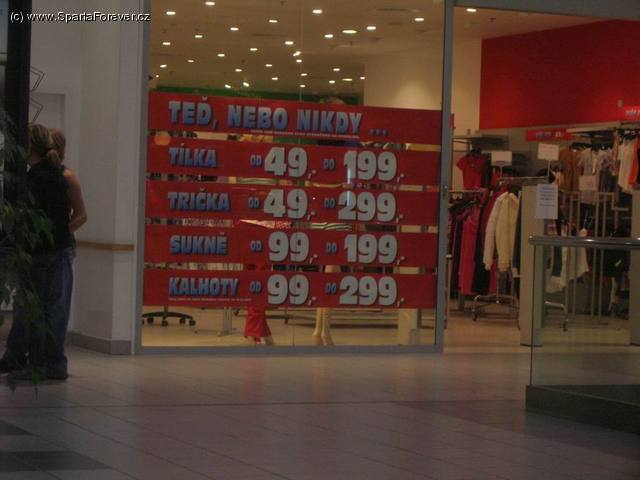 (c) www.SpartaForever.cz
TEĎ, NEBO NIKDY ...
TÍLKA OD 49,- DO 199,-
TRIČKA OD 49,- DO 299,-
SUKNĚ OD 99,- DO 199,-
KALHOTY OD 99,- DO 299,-